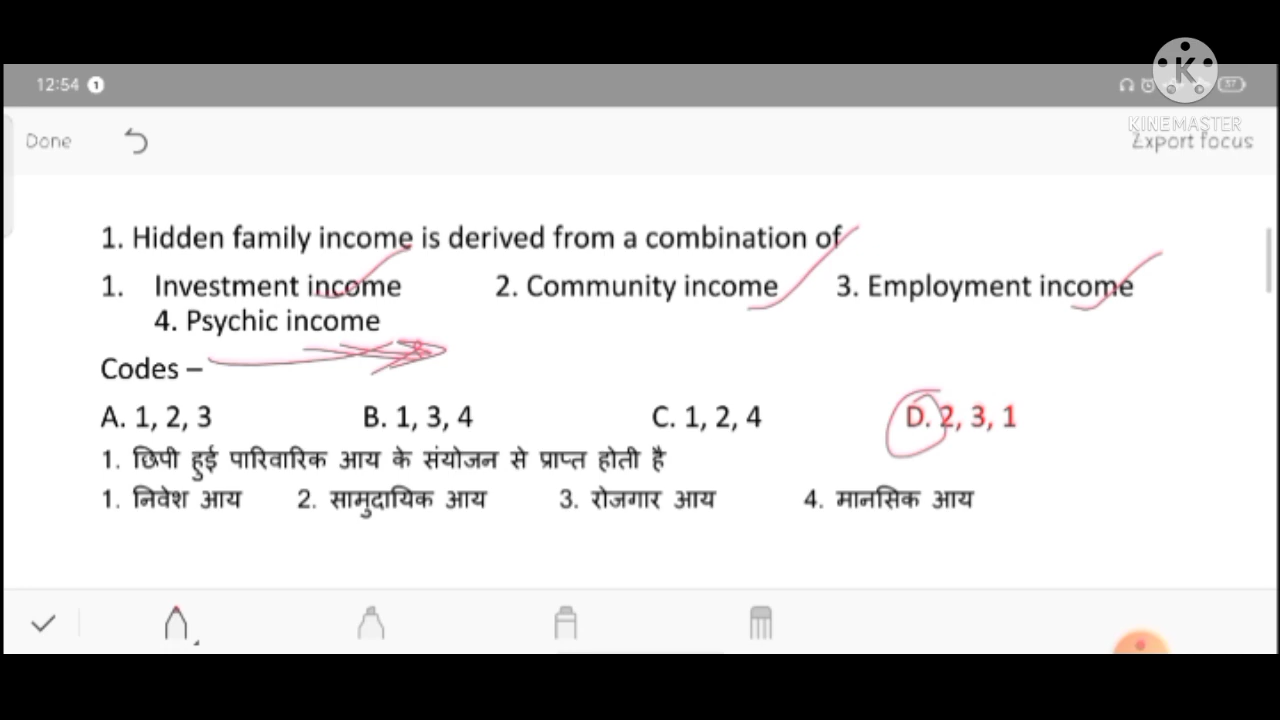 12:54 1
37
KINEMASTER
Done
Export focus
1. Hidden family income is derived from a combination of
1. Investment income 2. Community income 3. Employment income
4. Psychic income
Codes –
A. 1, 2, 3 B. 1, 3, 4 C. 1, 2, 4 D. 2, 3, 1
1. छिपी हुई पारिवारिक आय के संयोजन से प्राप्त होती है
1. निवेश आय 2. सामुदायिक आय 3. रोजगार आय 4. मानसिक आय